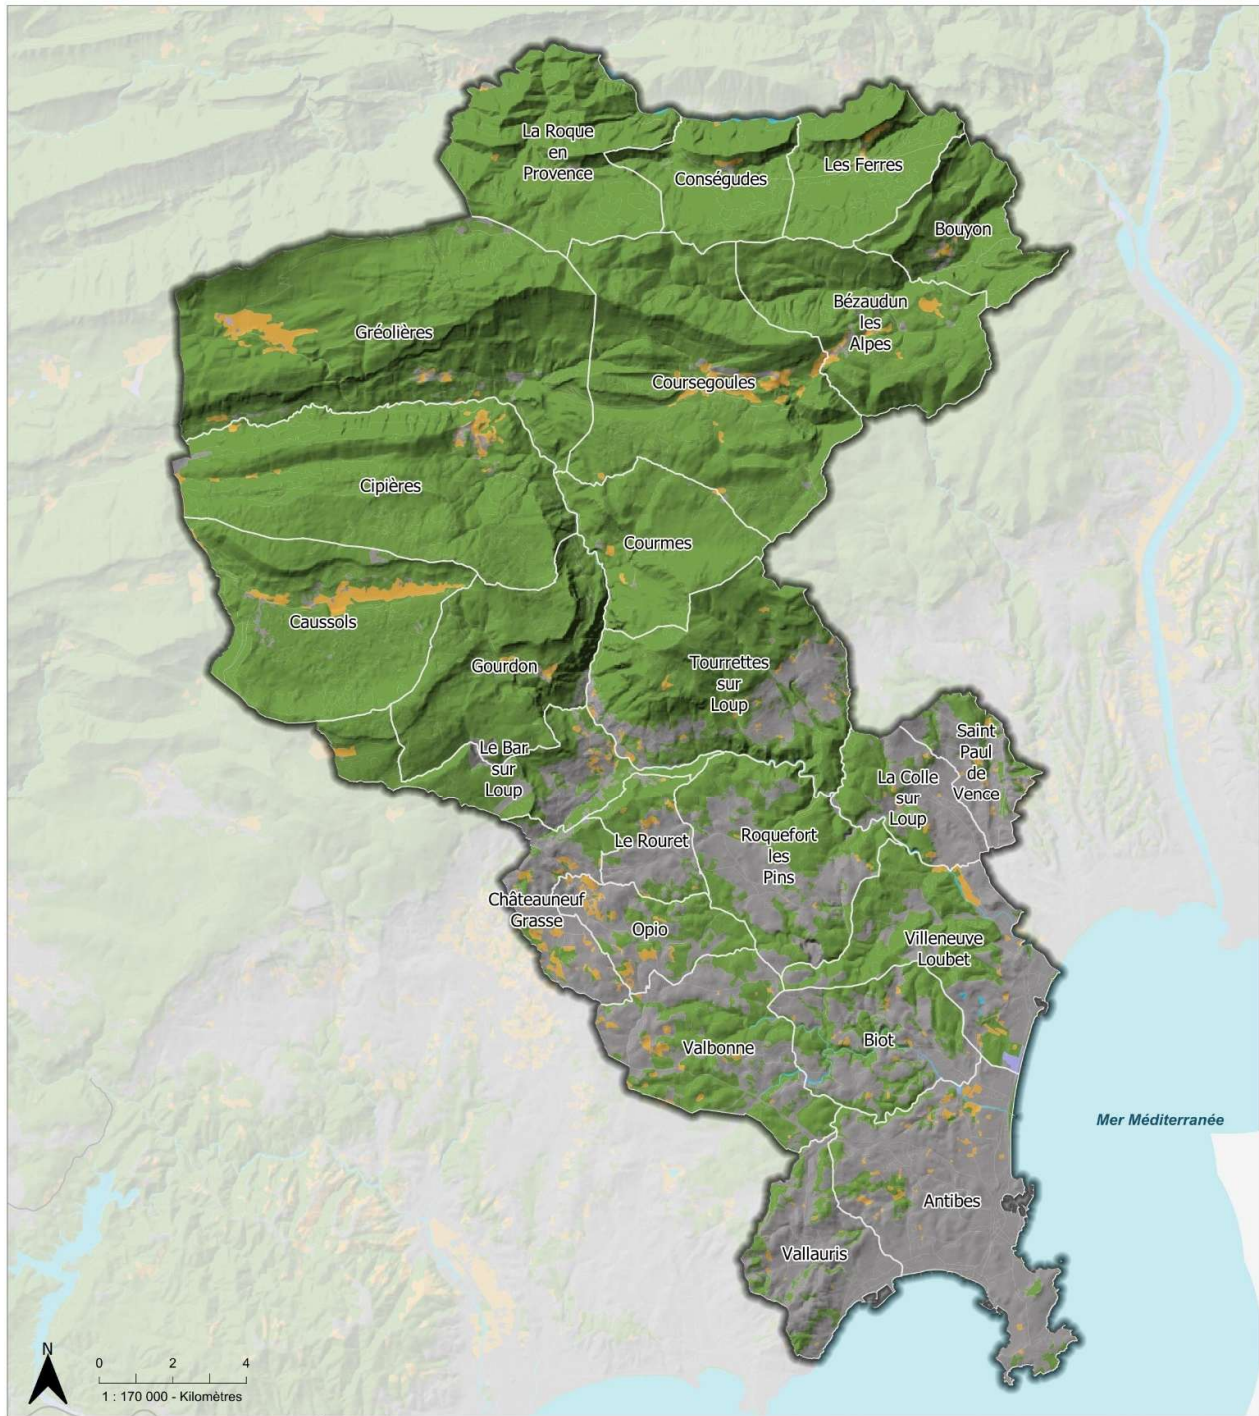 La Roque
en
Provence
Conségudes
Les Ferres
Bouyon
Bézaudun
les
Alpes
Gréolières
Coursegoules
Cipières
Courmes
Caussols
Gourdon
Tourrettes
sur
Loup
Le Bar
sur
Loup
La Colle
sur
Loup
Saint
Paul
de
Vence
Le Rouret
Roquefort
les
Pins
Châteauneuf
Grasse
Opio
Villeneuve
Loubet
Valbonne
Biot
Mer Méditerranée
Antibes
Vallauris
N
0 2 4
1 : 170 000 - Kilomètres